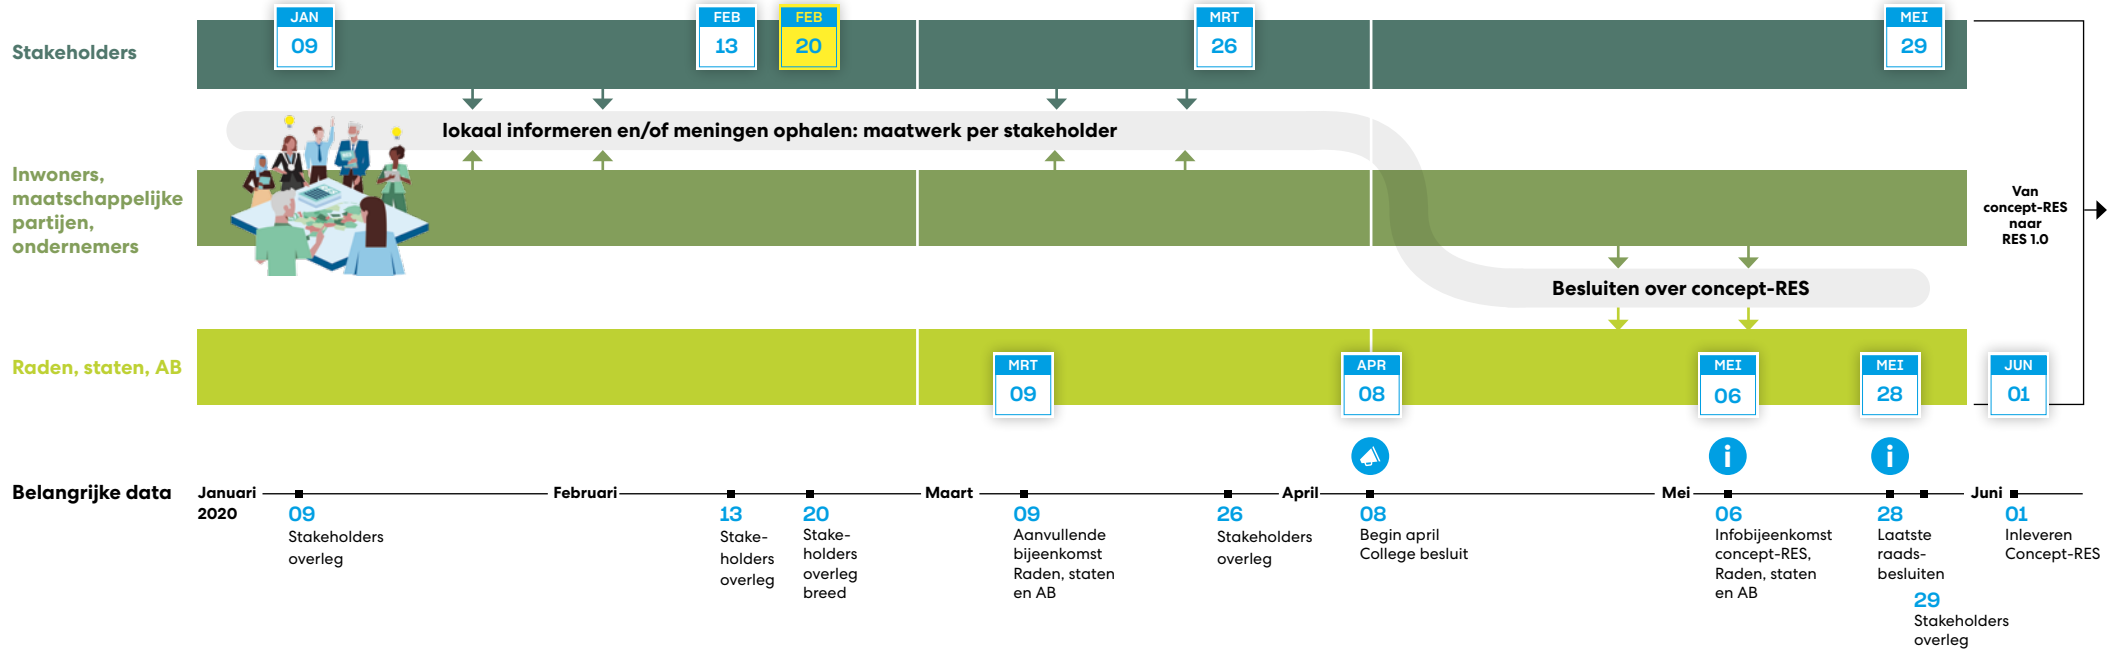 JAN
09
FEB
13
FEB
20
MRT
26
MEI
29
Stakeholders
lokaal informeren en/of meningen ophalen: maatwerk per stakeholder
Inwoners,
maatschappelijke
partijen,
ondernemers
Van
concept-RES
naar
RES 1.0
Besluiten over concept-RES
Raden, staten, AB
MRT
09
APR
08
MEI
06
MEI
28
JUN
01
Belangrijke data
Januari
2020
Februari
Maart
April
Mei
Juni
09
Stakeholders
overleg
13
Stake-
holders
overleg
20
Stake-
holders
overleg
breed
09
Aanvullende
bijeenkomst
Raden, staten
en AB
26
Stakeholders
overleg
08
Begin april
College besluit
06
Infobijeenkomst
concept-RES,
Raden, staten
en AB
28
Laatste
raads-
besluiten
29
Stakeholders
overleg
01
Inleveren
Concept-RES